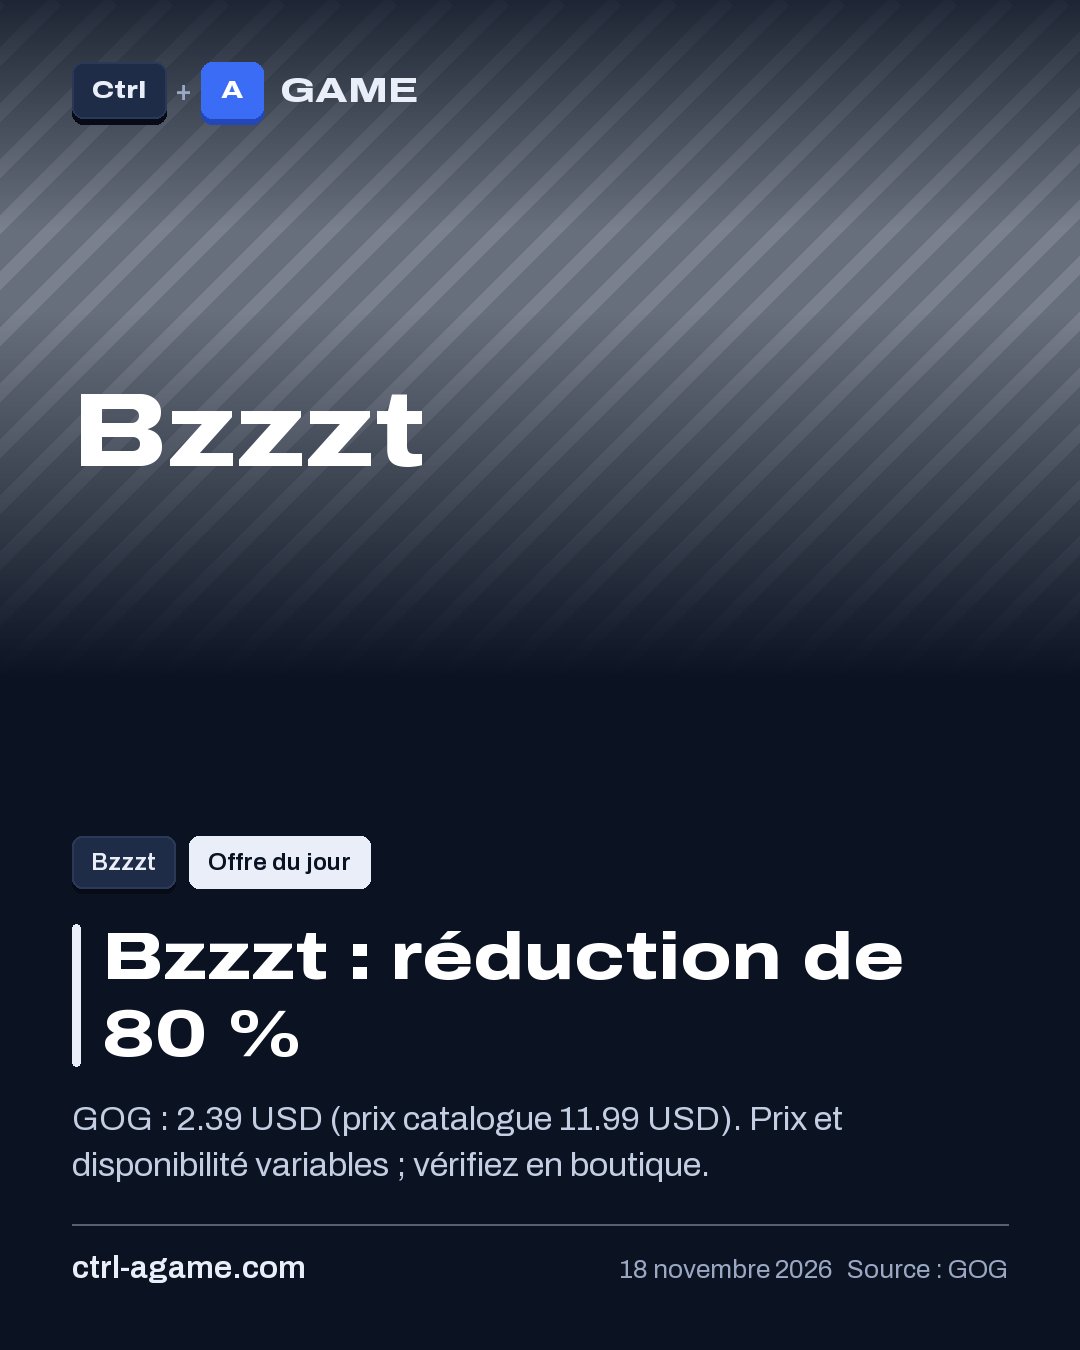 Ctrl + A GAME
Bzzzt
Bzzzt Offre du jour
Bzzzt : réduction de
80 %
GOG : 2.39 USD (prix catalogue 11.99 USD). Prix et
disponibilité variables ; vérifiez en boutique.
ctrl-agame.com 18 novembre 2026 Source : GOG